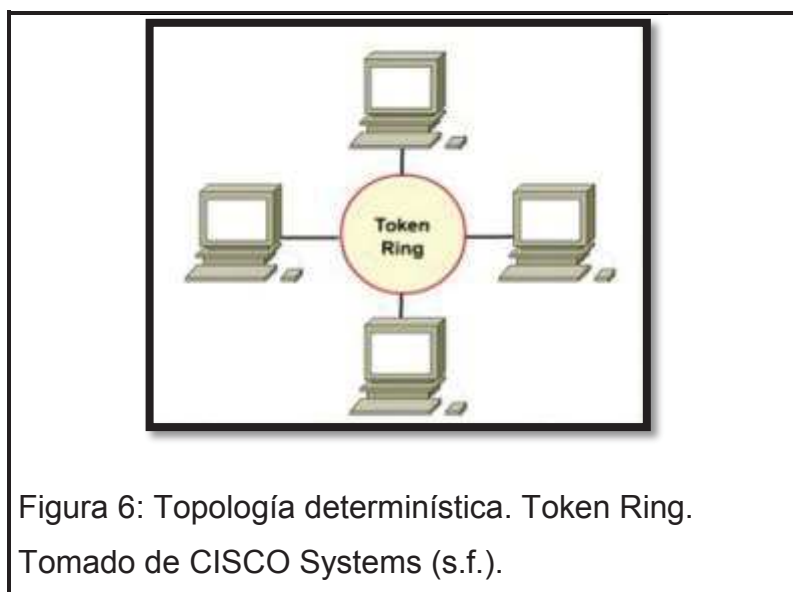 Token
Ring
Figura 6: Topología determinística. Token Ring.
Tomado de CISCO Systems (s.f.).